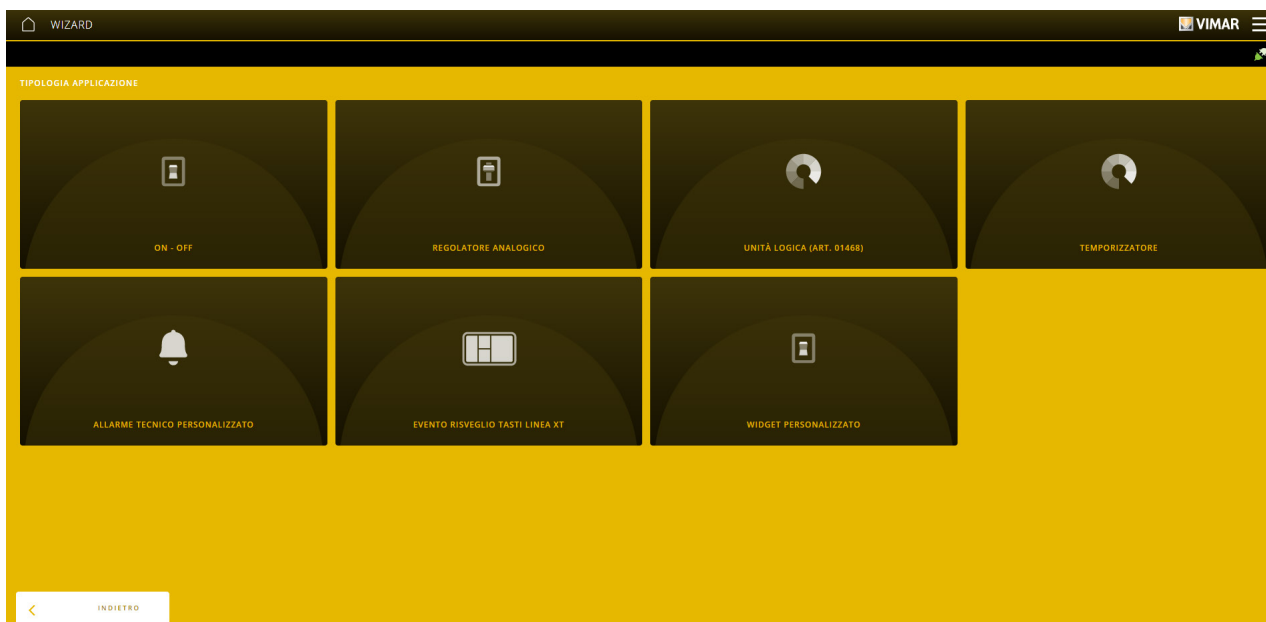 WIZARD
VIMAR
TIPOLOGIA APPLICAZIONE
ON - OFF
REGOLATORE ANALOGICO
UNITÀ LOGICA (ART. 01468)
TEMPORIZZATORE
ALLARME TECNICO PERSONALIZZATO
EVENTO RISVEGLIO TASTI LINEA XT
WIDGET PERSONALIZZATO
INDIETRO